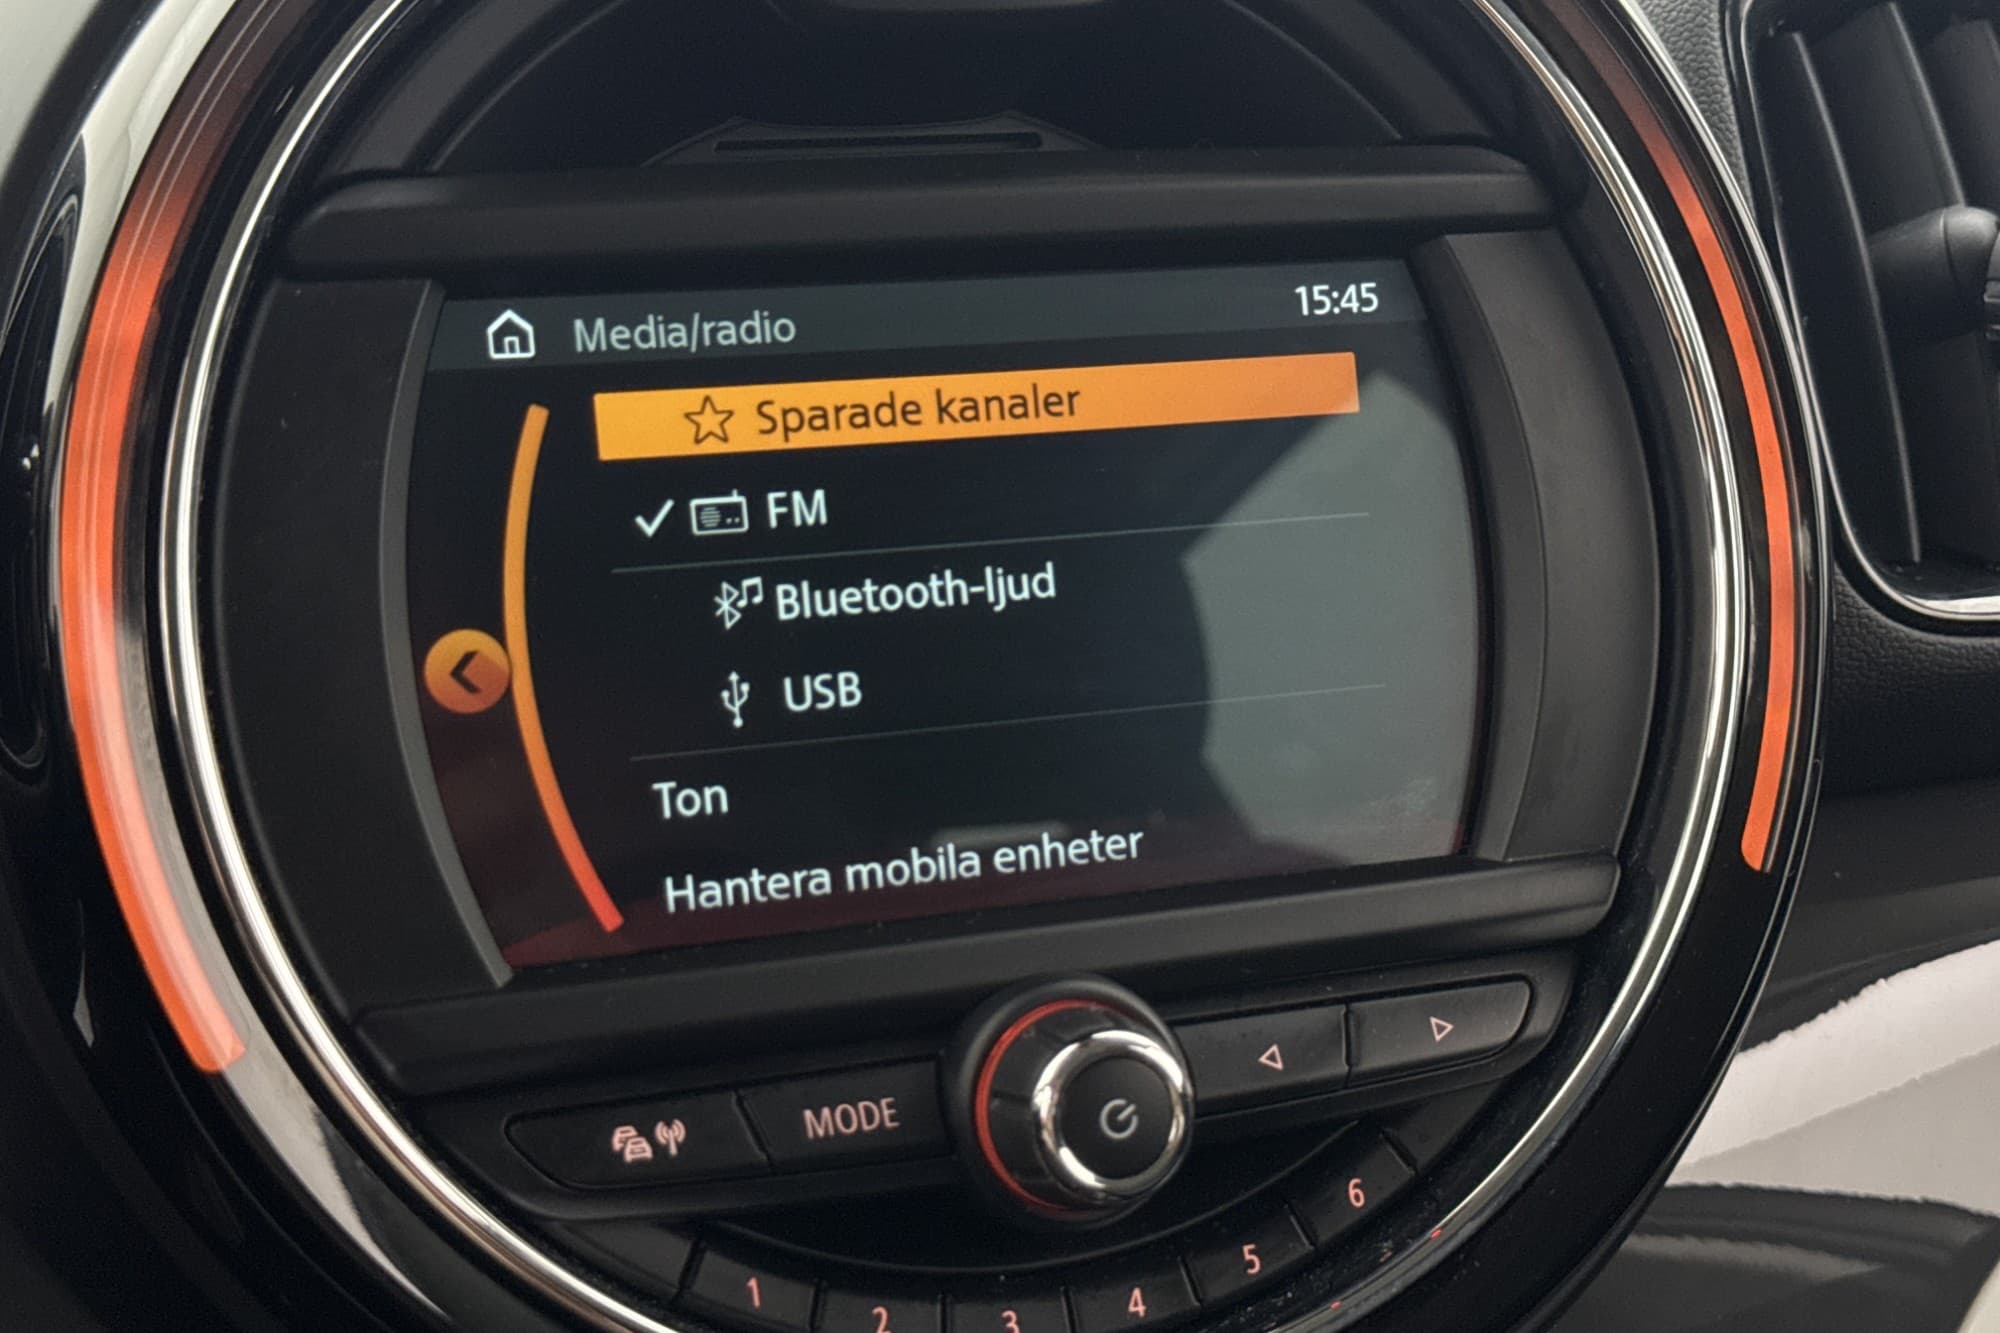 Media/radio
15:45
Sparade kanaler
FM
Bluetooth-ljud
USB
Ton
Hantera mobila enheter
MODE
1
2
3
4
5
6